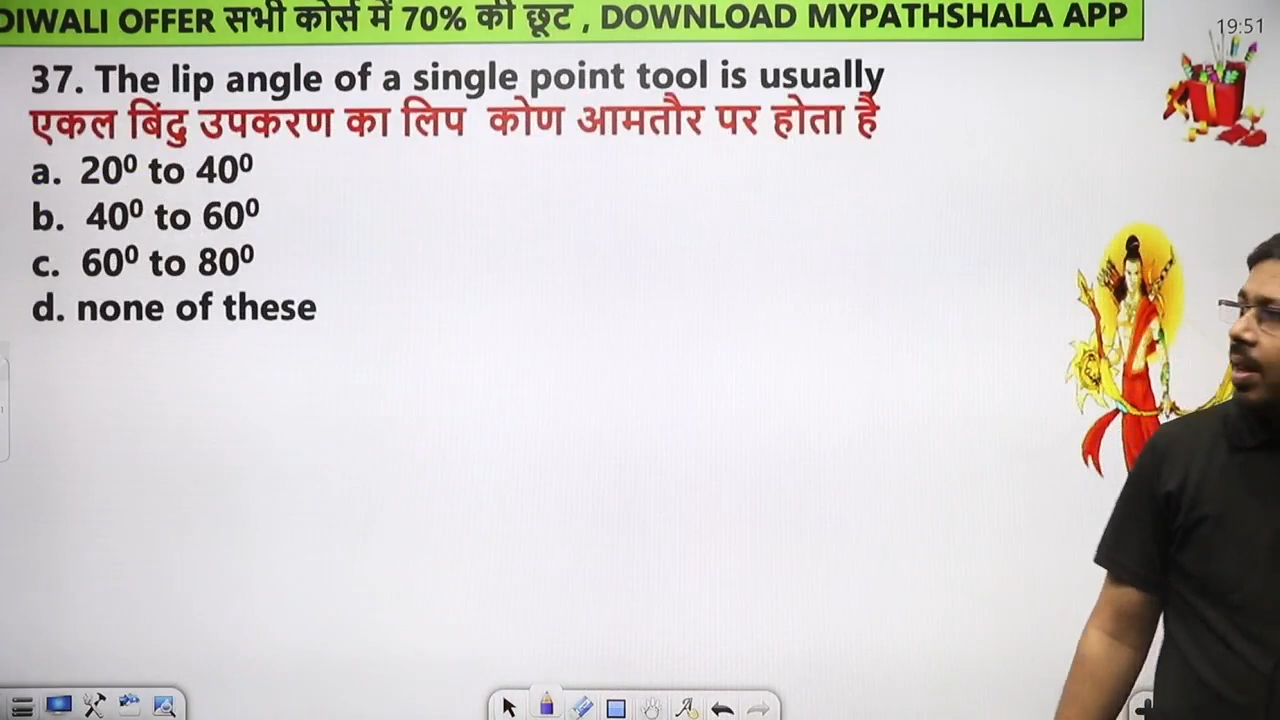 DIWALI OFFER सभी कोर्स में 70% की छूट , DOWNLOAD MYPATHSHALA APP
19:51
37. The lip angle of a single point tool is usually
एकल बिंदु उपकरण का लिप कोण आमतौर पर होता है
a. 20⁰ to 40⁰
b. 40⁰ to 60⁰
c. 60⁰ to 80⁰
d. none of these